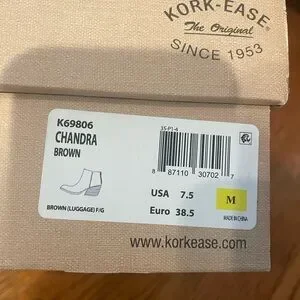 KORK-EASE®
The Original
SINCE 1953
K69806
CHANDRA
BROWN
35-P1-4
8 87110 30702 7
USA 7.5
Euro 38.5
M
MADE IN CHINA
BROWN (LUGGAGE) F/G
www.korkease.com